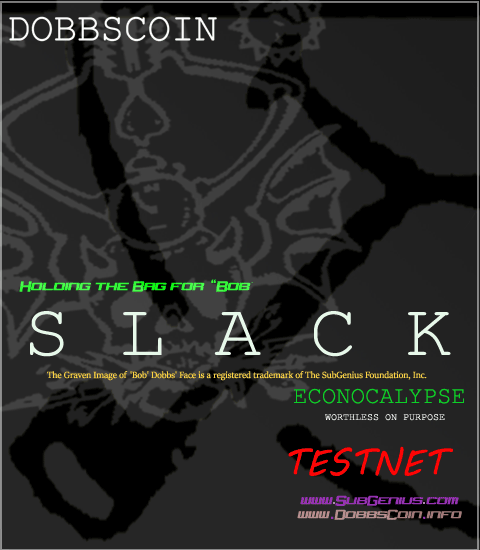 DOBBSCOIN
Holding the Bag for "Bob
SLACK
The Graven Image of 'Bob' Dobbs' Face is a registered trademark of The SubGenius Foundation, Inc.
ECONOCALYPSE
WORTHLESS ON PURPOSE
TESTNET
www.SubGenius.com
www.DobbsCoin.info